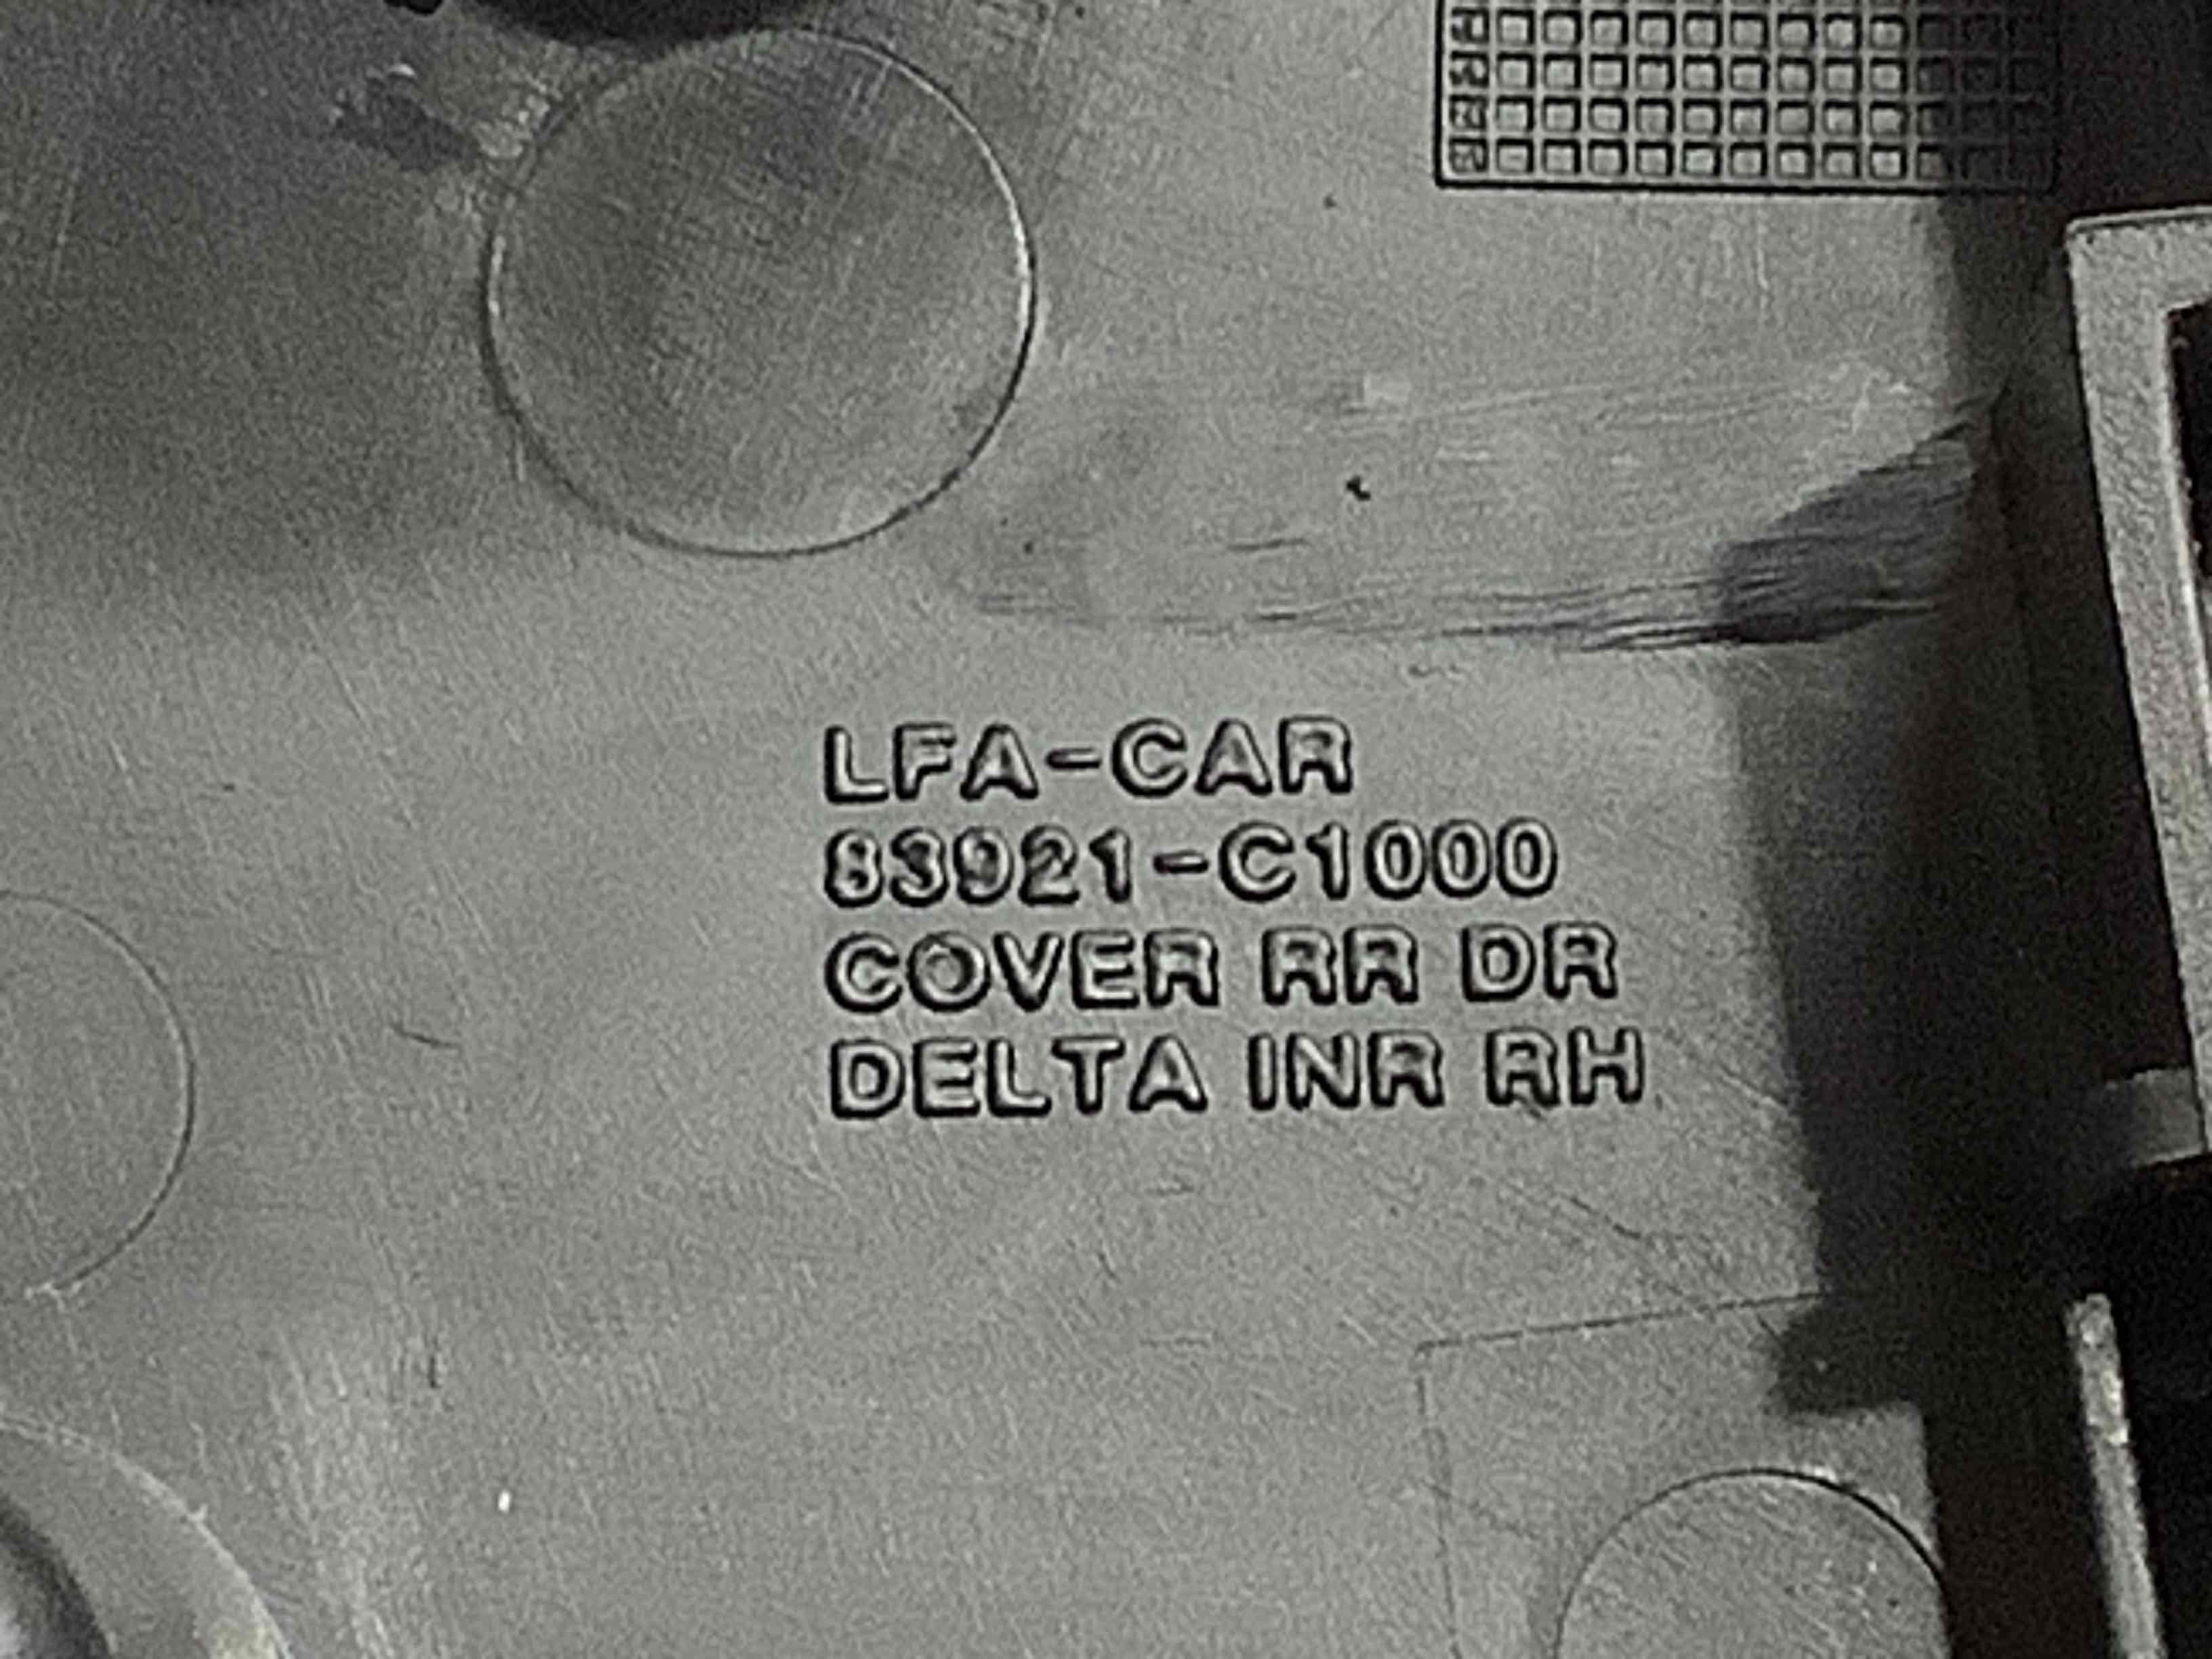 LFA-CAR
83921-C1000
COVER RR DR
DELTA INR RH